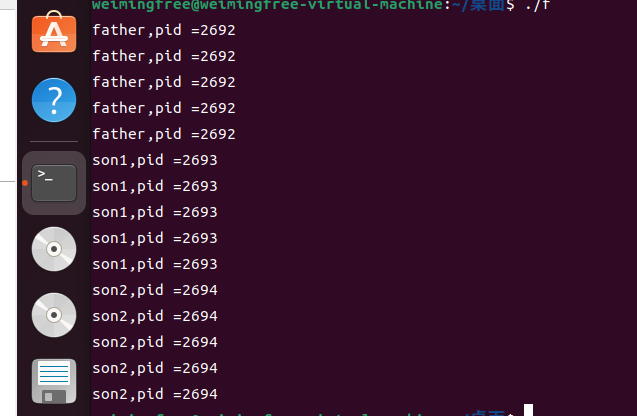 weimingfree@weimingfree-virtual-machine:~/桌面$ ./f
father,pid =2692
father,pid =2692
father,pid =2692
father,pid =2692
father,pid =2692
son1,pid =2693
son1,pid =2693
son1,pid =2693
son1,pid =2693
son1,pid =2693
son2,pid =2694
son2,pid =2694
son2,pid =2694
son2,pid =2694
son2,pid =2694